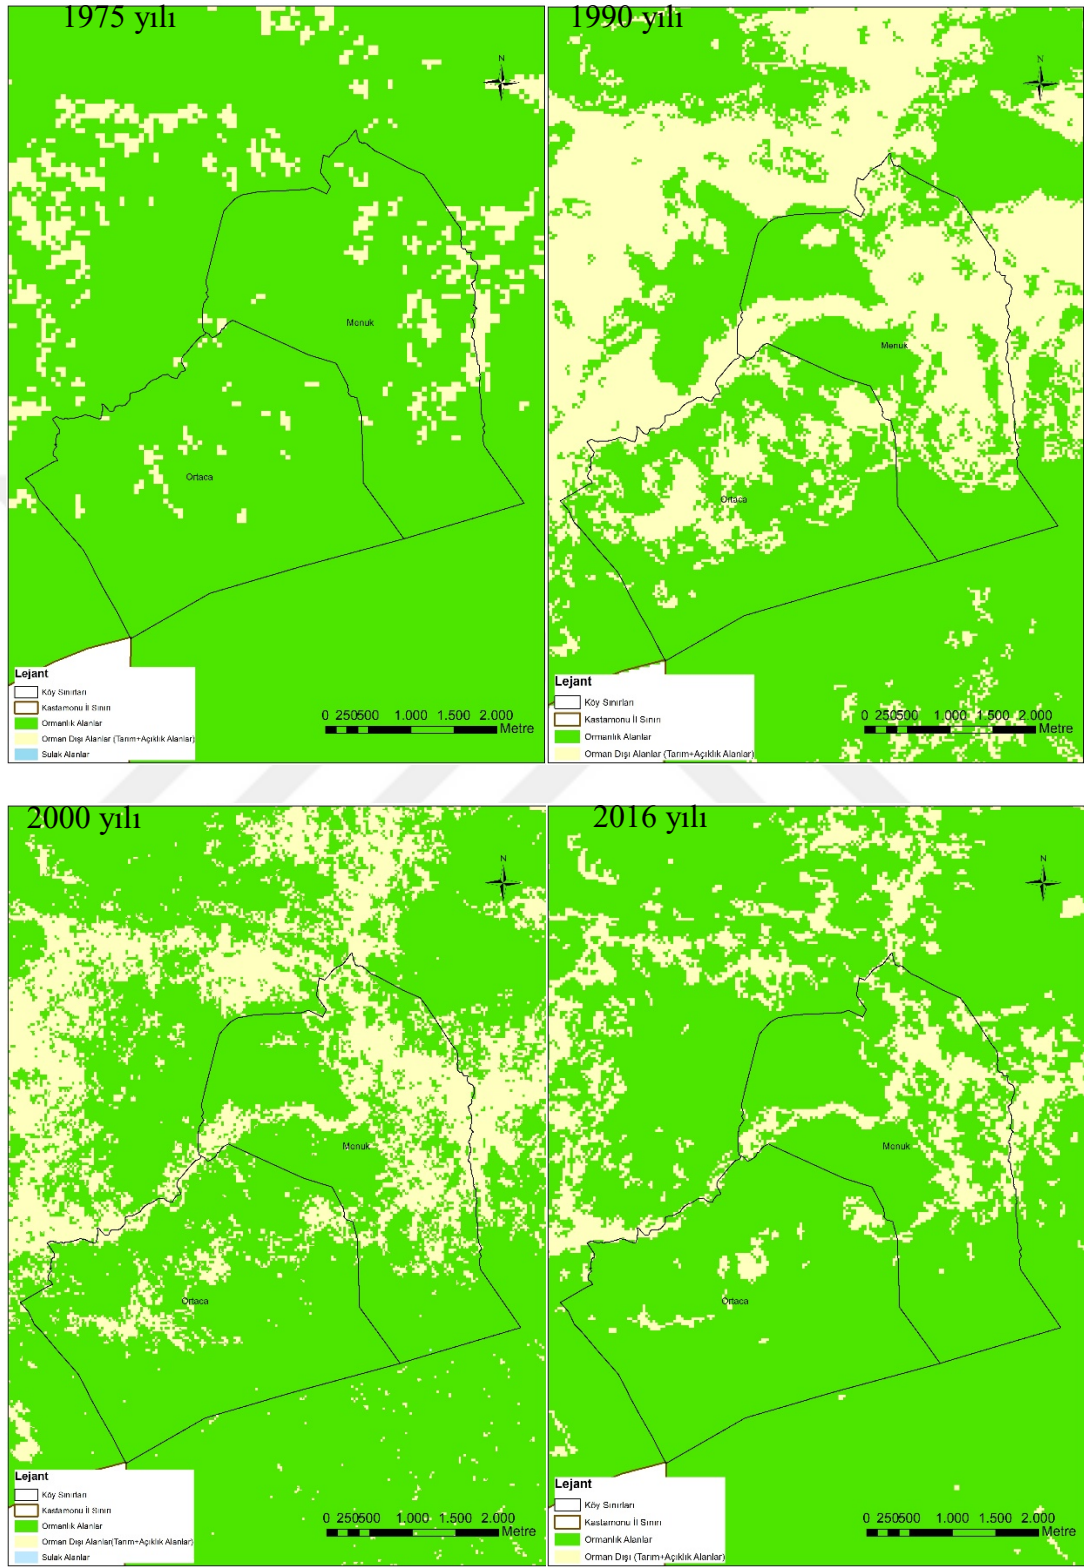 1975 yılı
N
Menuk
Ortaca
Lejant
Köy Sınırları
Kastamonu İl Sınırı
Ormanlık Alanlar
Orman Dışı Alanlar (Tarım+Açıklık Alanlar)
Sulak Alanlar
0 250500 1.000 1.500 2.000
Metre
1990 yılı
N
Menuk
Ortaca
Lejant
Köy Sınırları
Kastamonu İl Sınırı
Ormanlık Alanlar
Orman Dışı Alanlar (Tarım+Açıklık Alanlar)
0 250500 1.000 1.500 2.000
Metre
2000 yılı
N
Menuk
Ortaca
Lejant
Köy Sınırları
Kastamonu İl Sınırı
Ormanlık Alanlar
Orman Dışı Alanlar(Tarım+Açıklık Alanlar)
Sulak Alanlar
0 250500 1.000 1.500 2.000
Metre
2016 yılı
N
Menuk
Ortaca
Lejant
Köy Sınırları
Kastamonu İl Sınırı
Ormanlık Alanlar
Orman Dışı (Tarım+Açıklık Alanlar)
0 250500 1.000 1.500 2.000
Metre